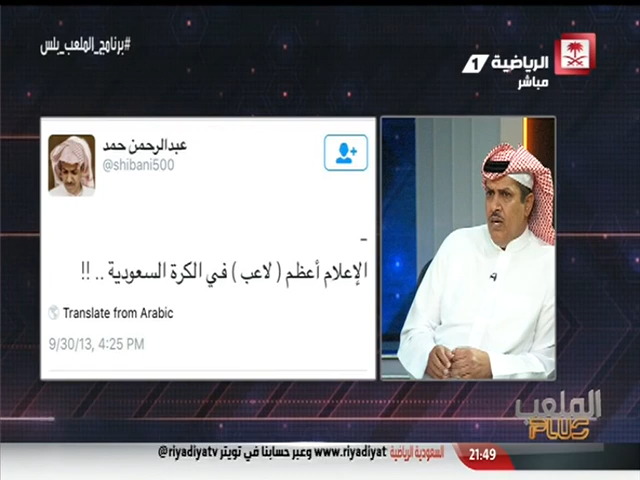 #برنامج_الملعب_بلس
الرياضية 1
مباشر
عبدالرحمن حمد
@shibani500
–
الإعلام أعظم ( لاعب ) في الكرة السعودية .. !!
Translate from Arabic
9/30/13, 4:25 PM
الملعب
PLUS
السعودية الرياضية www.riyadiyat وعبر حسابنا في تويتر @riyadiyatv
21:49